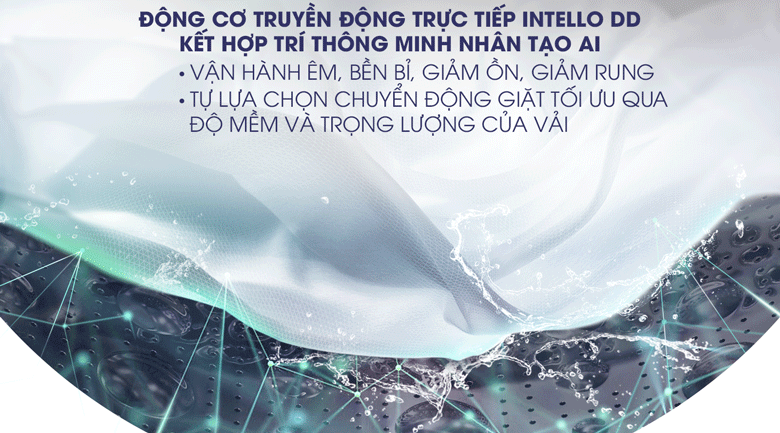 ĐỘNG CƠ TRUYỀN ĐỘNG TRỰC TIẾP INTELLO DD
KẾT HỢP TRÍ THÔNG MINH NHÂN TẠO AI
• VẬN HÀNH ÊM, BỀN BỈ, GIẢM ỒN, GIẢM RUNG
• TỰ LỰA CHỌN CHUYỂN ĐỘNG GIẶT TỐI ƯU QUA
ĐỘ MỀM VÀ TRỌNG LƯỢNG CỦA VẢI